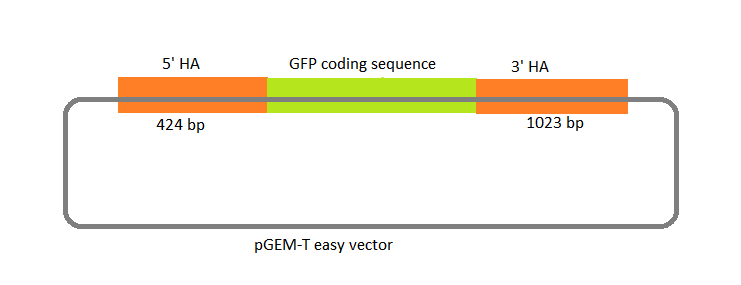 5' HA
GFP coding sequence
3' HA
424 bp
1023 bp
pGEM-T easy vector